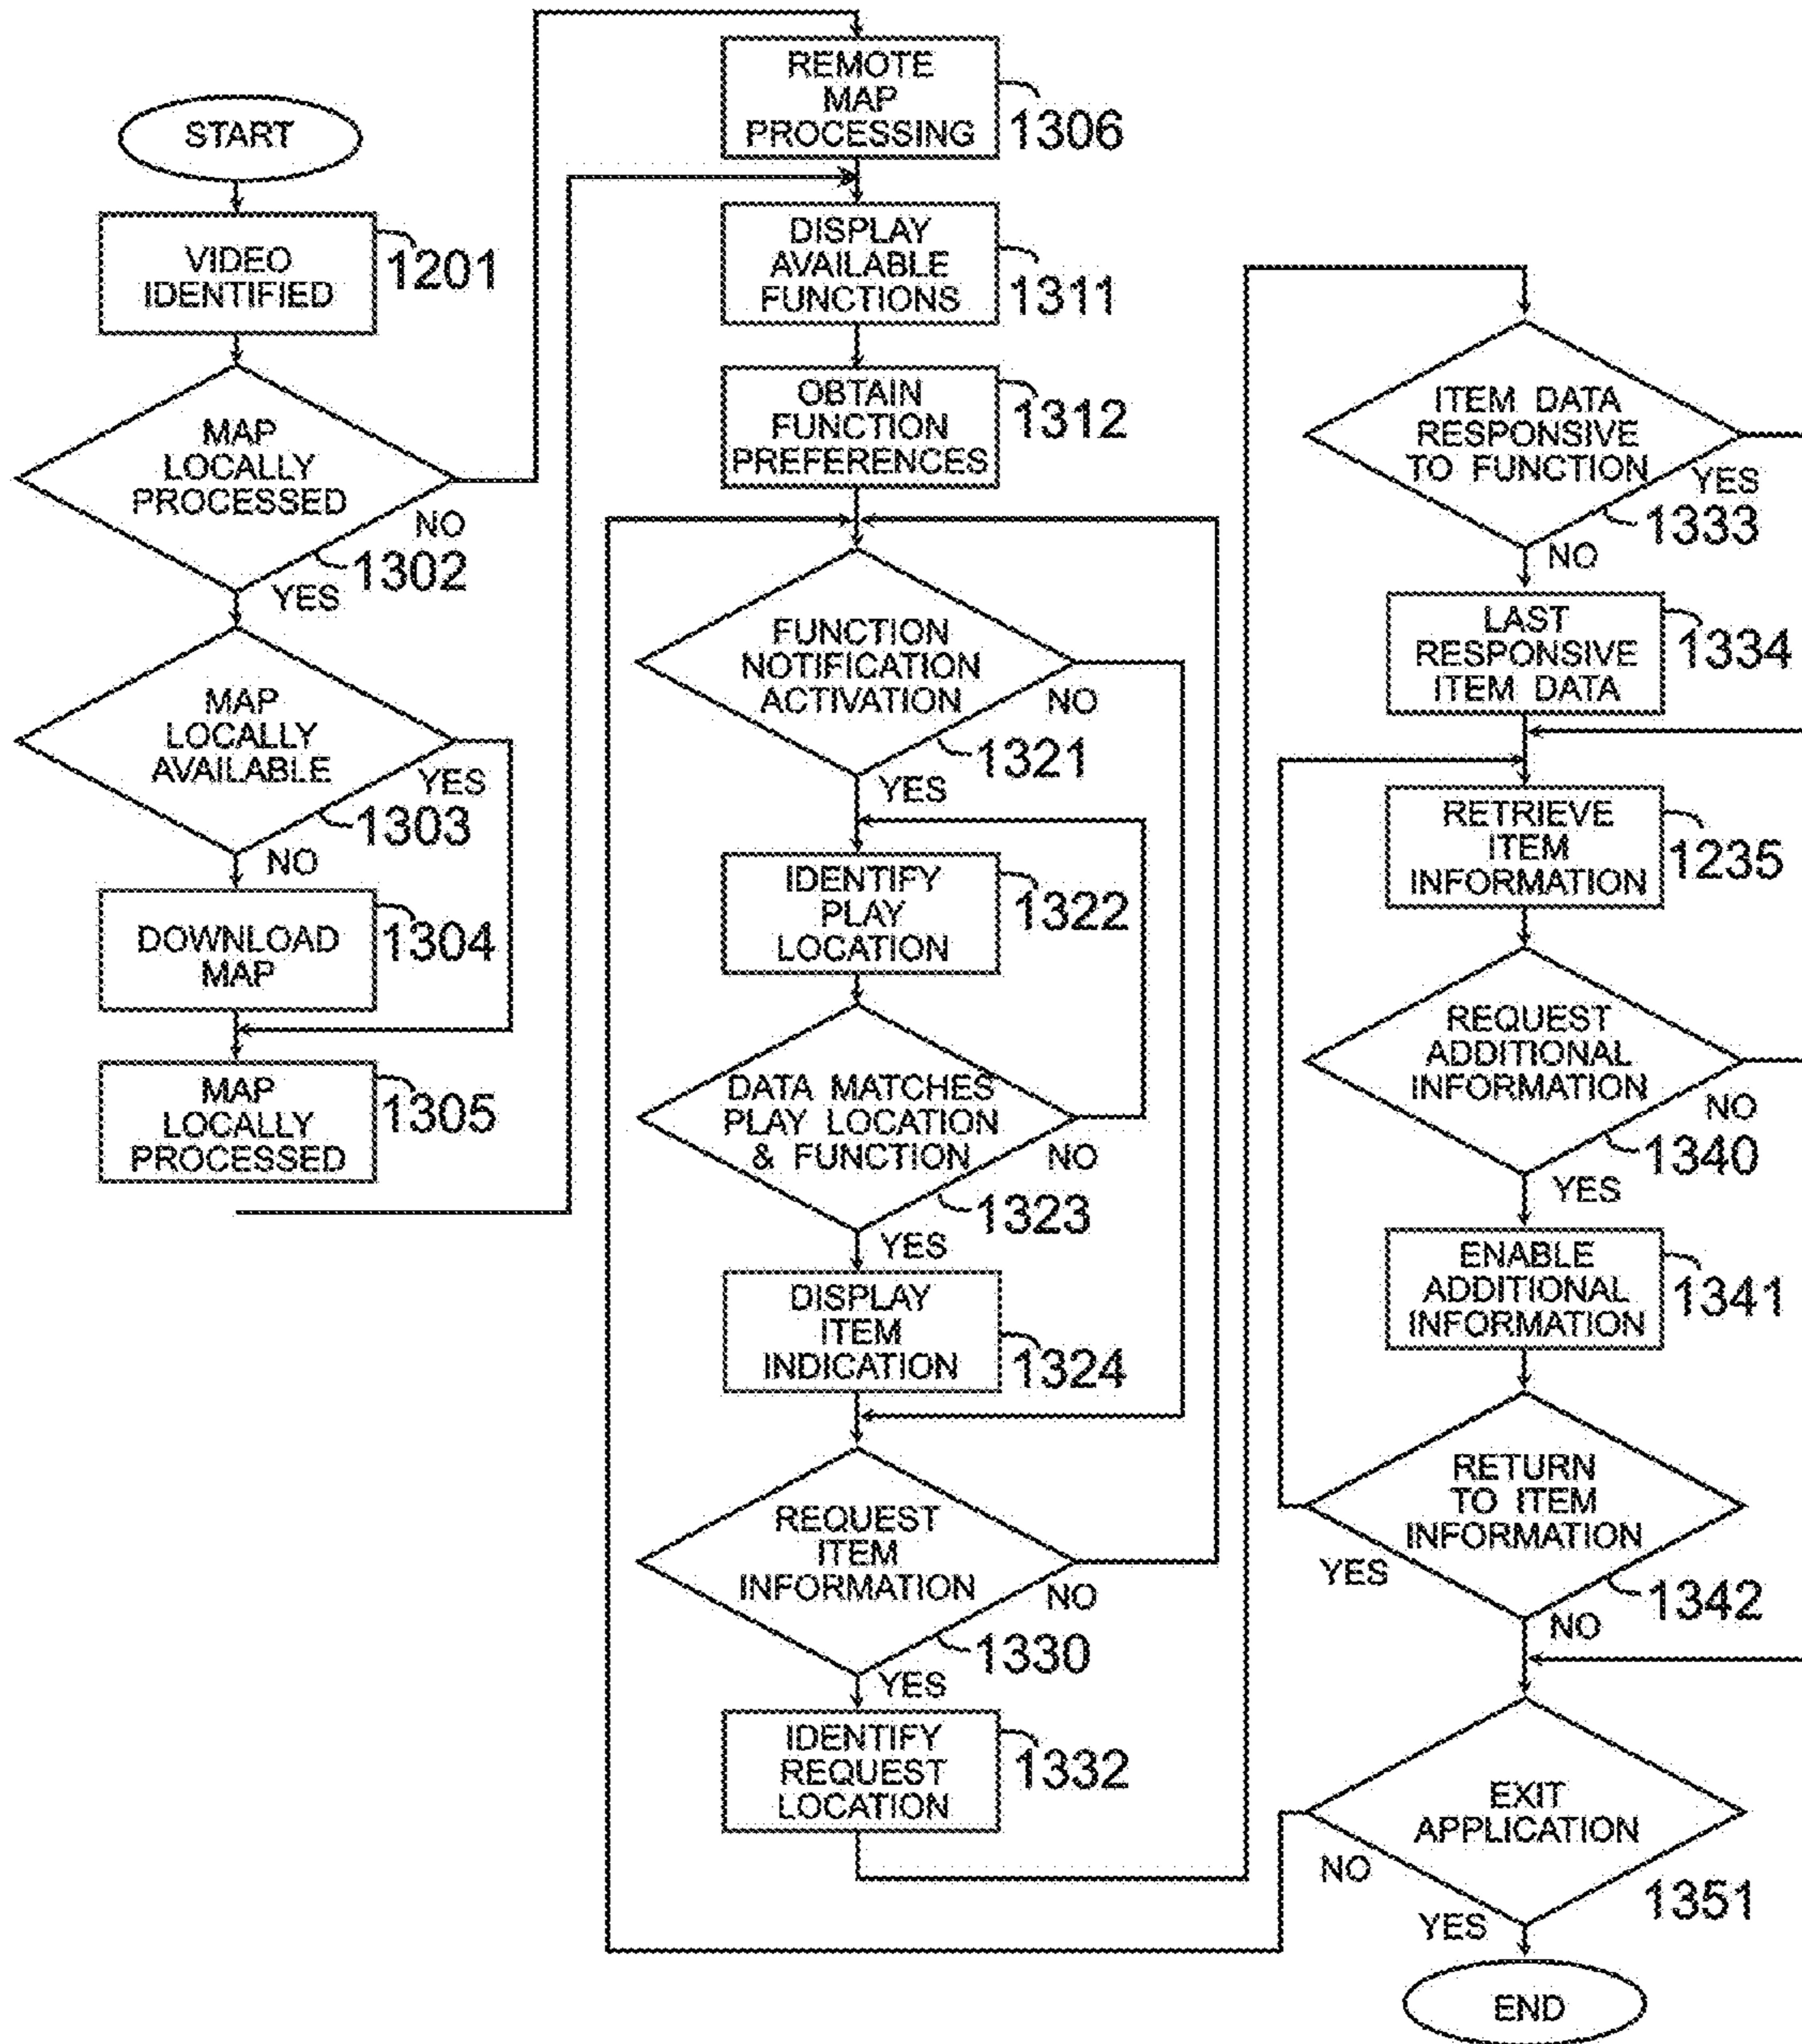 START
VIDEO
IDENTIFIED
1201
MAP
LOCALLY
PROCESSED
NO
1302
YES
MAP
LOCALLY
AVAILABLE
YES
1303
NO
DOWNLOAD
MAP
1304
MAP
LOCALLY
PROCESSED
1305
REMOTE
MAP
PROCESSING
1306
DISPLAY
AVAILABLE
FUNCTIONS
1311
OBTAIN
FUNCTION
PREFERENCES
1312
FUNCTION
NOTIFICATION
ACTIVATION
NO
1321
YES
IDENTIFY
PLAY
LOCATION
1322
DATA MATCHES
PLAY LOCATION
& FUNCTION
NO
1323
YES
DISPLAY
ITEM
INDICATION
1324
REQUEST
ITEM
INFORMATION
NO
1330
YES
IDENTIFY
REQUEST
LOCATION
1332
ITEM DATA
RESPONSIVE
TO FUNCTION
YES
1333
NO
LAST
RESPONSIVE
ITEM DATA
1334
RETRIEVE
ITEM
INFORMATION
1235
REQUEST
ADDITIONAL
INFORMATION
NO
1340
YES
ENABLE
ADDITIONAL
INFORMATION
1341
RETURN
TO ITEM
INFORMATION
YES
1342
NO
EXIT
APPLICATION
NO
1351
YES
END